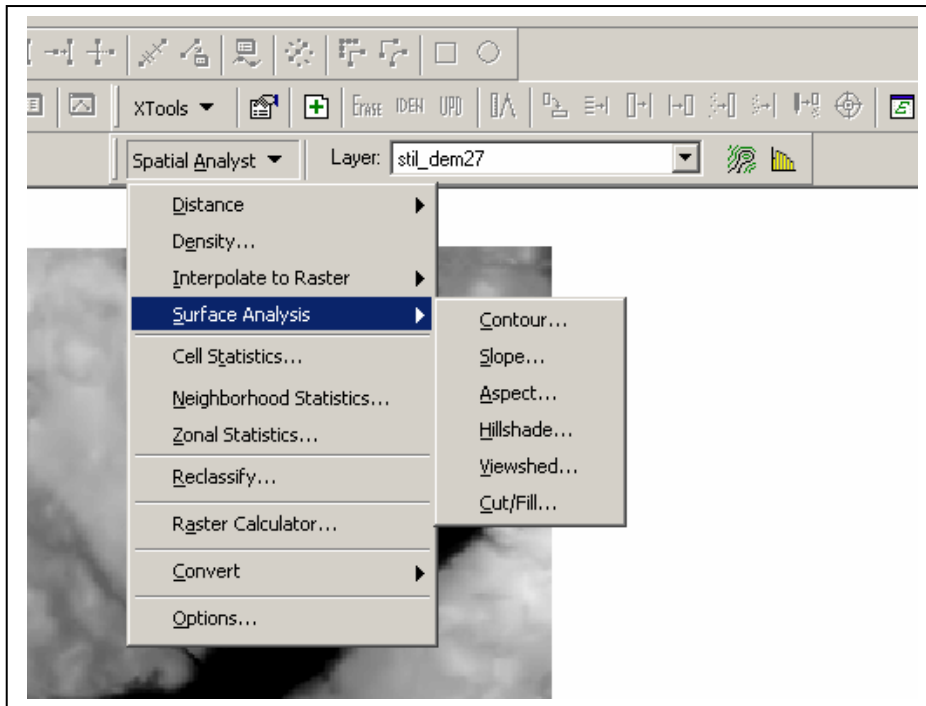 XTools
ERASE IDEN UPD
Spatial Analyst Layer: stil_dem27
Distance
Density...
Interpolate to Raster
Surface Analysis
Contour...
Slope...
Aspect...
Hillshade...
Viewshed...
Cut/Fill...
Cell Statistics...
Neighborhood Statistics...
Zonal Statistics...
Reclassify...
Raster Calculator...
Convert
Options...